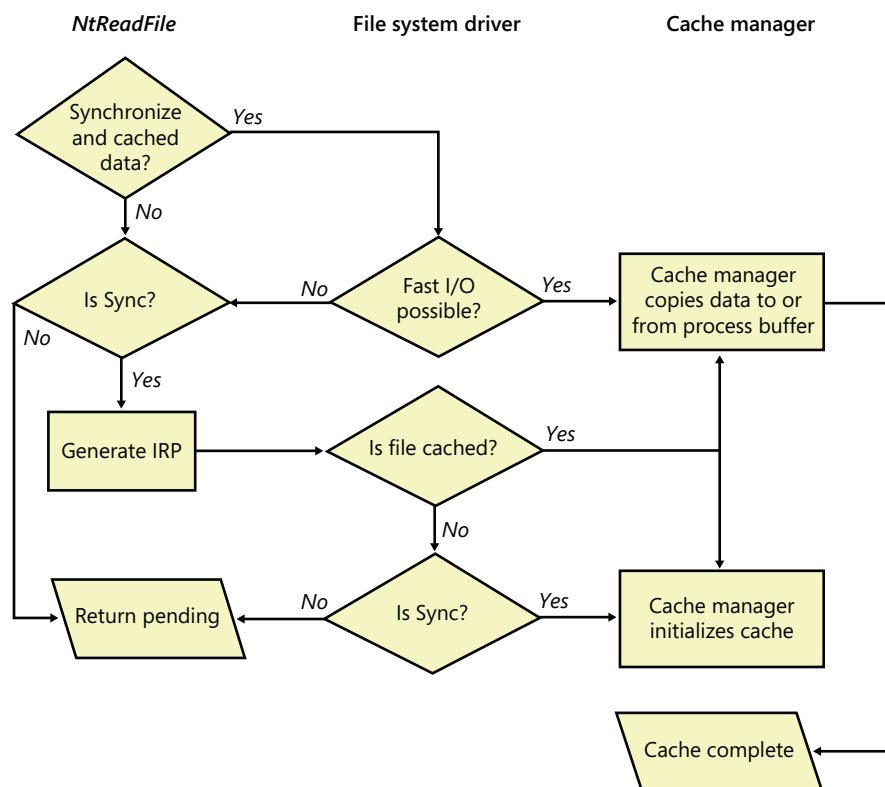 NtReadFile
File system driver
Cache manager
Synchronize
and cached
data?
Yes
No
Is Sync?
No
Fast I/O
possible?
Yes
Cache manager
copies data to or
from process buffer
No
Yes
Generate IRP
Is file cached?
Yes
No
Return pending
No
Is Sync?
Yes
Cache manager
initializes cache
Cache complete